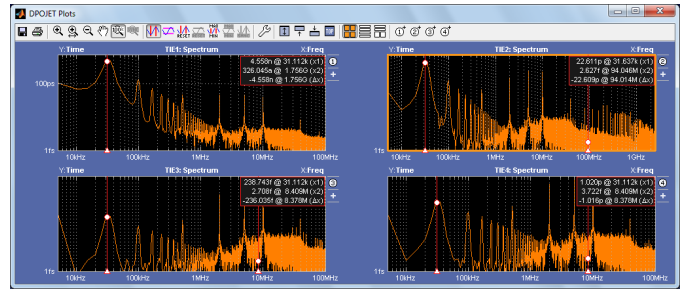 DPOJET Plots
Y:Time TIE1: Spectrum X:Freq
4.558n @ 31.112k (x1)
326.045a @ 1.756G (x2)
-4.558n @ 1.756G (Δx)
1
+
100ps
1fs
10kHz 100kHz 1MHz 10MHz 100MHz
Y:Time TIE2: Spectrum X:Freq
22.611p @ 31.637k (x1)
2.627f @ 94.046M (x2)
-22.609p @ 94.014M (Δx)
2
+
1fs
10kHz 100kHz 1MHz 10MHz 100MHz 1GHz
Y:Time TIE3: Spectrum X:Freq
238.743f @ 31.112k (x1)
2.708f @ 8.409M (x2)
-236.035f @ 8.378M (Δx)
3
+
1fs
10kHz 100kHz 1MHz 10MHz 100MHz
Y:Time TIE4: Spectrum X:Freq
1.020p @ 31.112k (x1)
3.722f @ 8.409M (x2)
-1.016p @ 8.378M (Δx)
4
+
1fs
10kHz 100kHz 1MHz 10MHz 100MHz